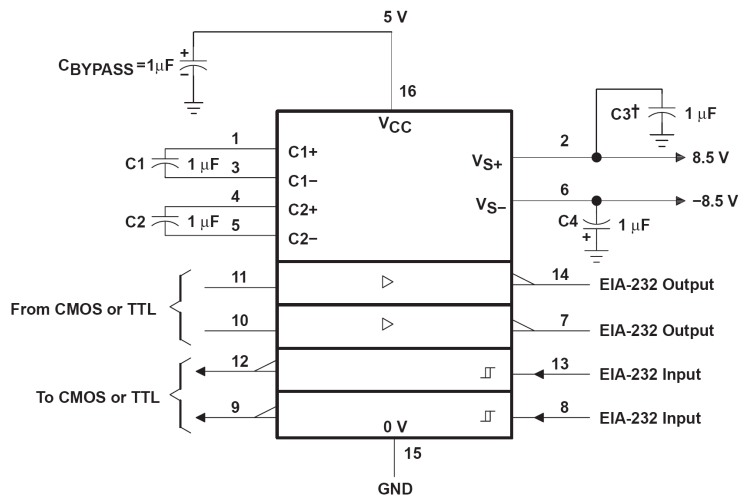 5 V
CBYPASS = 1μF
+
−
16
VCC
C3† 1 μF
1
C1+
2
VS+
8.5 V
C1 1 μF
3
C1−
4
C2+
6
VS−
−8.5 V
C2 1 μF
5
C2−
C4 1 μF
+
11
14
EIA-232 Output
From CMOS or TTL
10
7
EIA-232 Output
12
13
EIA-232 Input
To CMOS or TTL
9
8
EIA-232 Input
0 V
15
GND